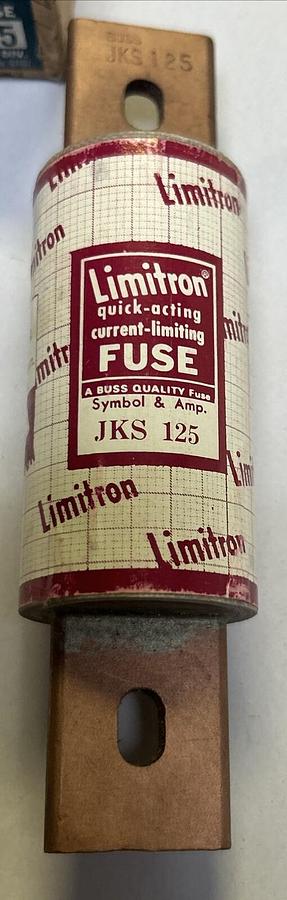 BUSS
JKS 125
Limitron
Limitron
Limitron®
quick-acting
current-limiting
FUSE
A BUSS QUALITY Fuse
Symbol & Amp.
JKS 125
Limitron
Limitron